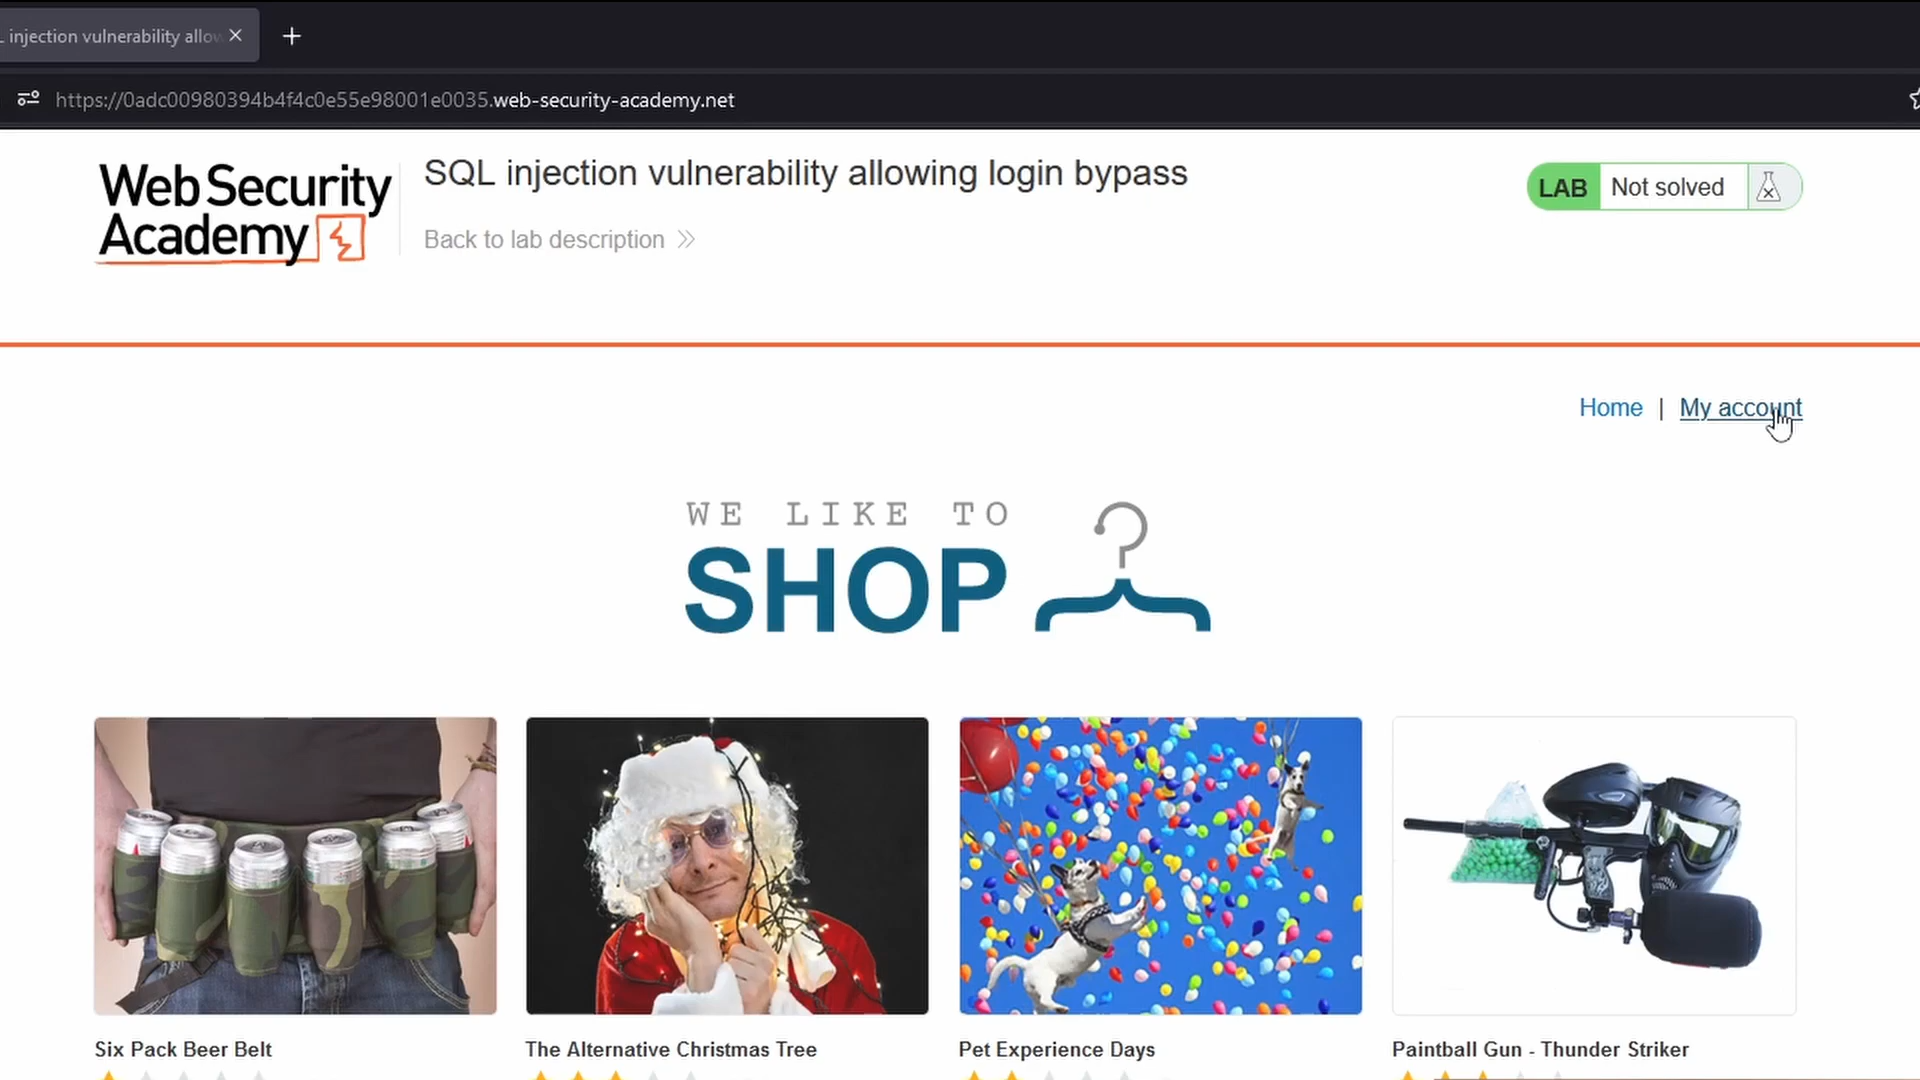 L injection vulnerability allow
https://0adc00980394b4f4c0e55e98001e0035.web-security-academy.net
Web Security
Academy
SQL injection vulnerability allowing login bypass
Back to lab description
LAB Not solved
Home | My account
WE LIKE TO
SHOP
Six Pack Beer Belt
The Alternative Christmas Tree
Pet Experience Days
Paintball Gun - Thunder Striker